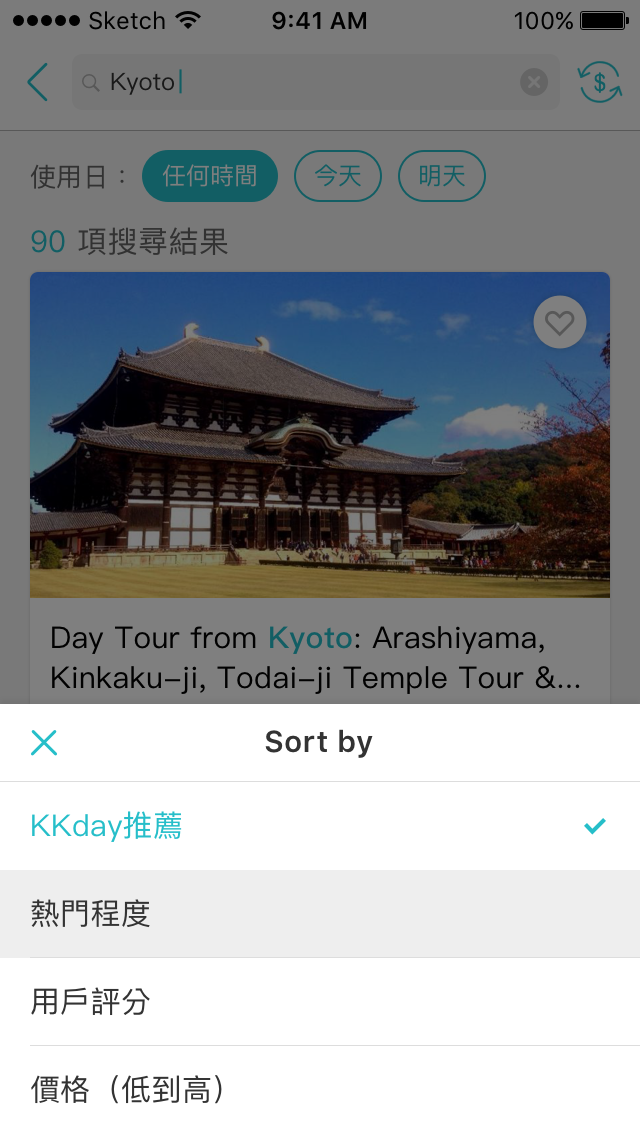 Sketch 9:41 AM 100%
Kyoto
$
使用日： 任何時間 今天 明天
90 項搜尋結果
Day Tour from Kyoto: Arashiyama,
Kinkaku-ji, Todai-ji Temple Tour &...
Sort by
KKday推薦
熱門程度
用戶評分
價格（低到高）